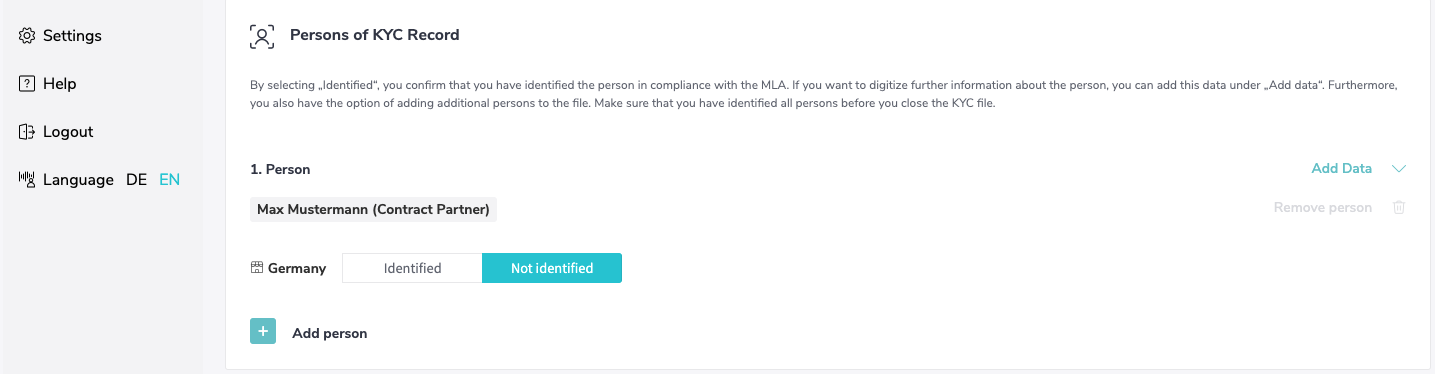 Settings
Help
Logout
Language DE EN
Persons of KYC Record
By selecting „Identified“, you confirm that you have identified the person in compliance with the MLA. If you want to digitize further information about the person, you can add this data under „Add data“. Furthermore,
you also have the option of adding additional persons to the file. Make sure that you have identified all persons before you close the KYC file.
1. Person
Add Data
Max Mustermann (Contract Partner)
Remove person
Germany
Identified
Not identified
+
Add person